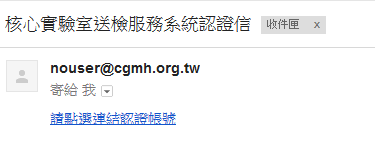 核心實驗室送檢服務系統認證信 收件匣 x
nouser@cgmh.org.tw
寄給 我
請點選連結認證帳號